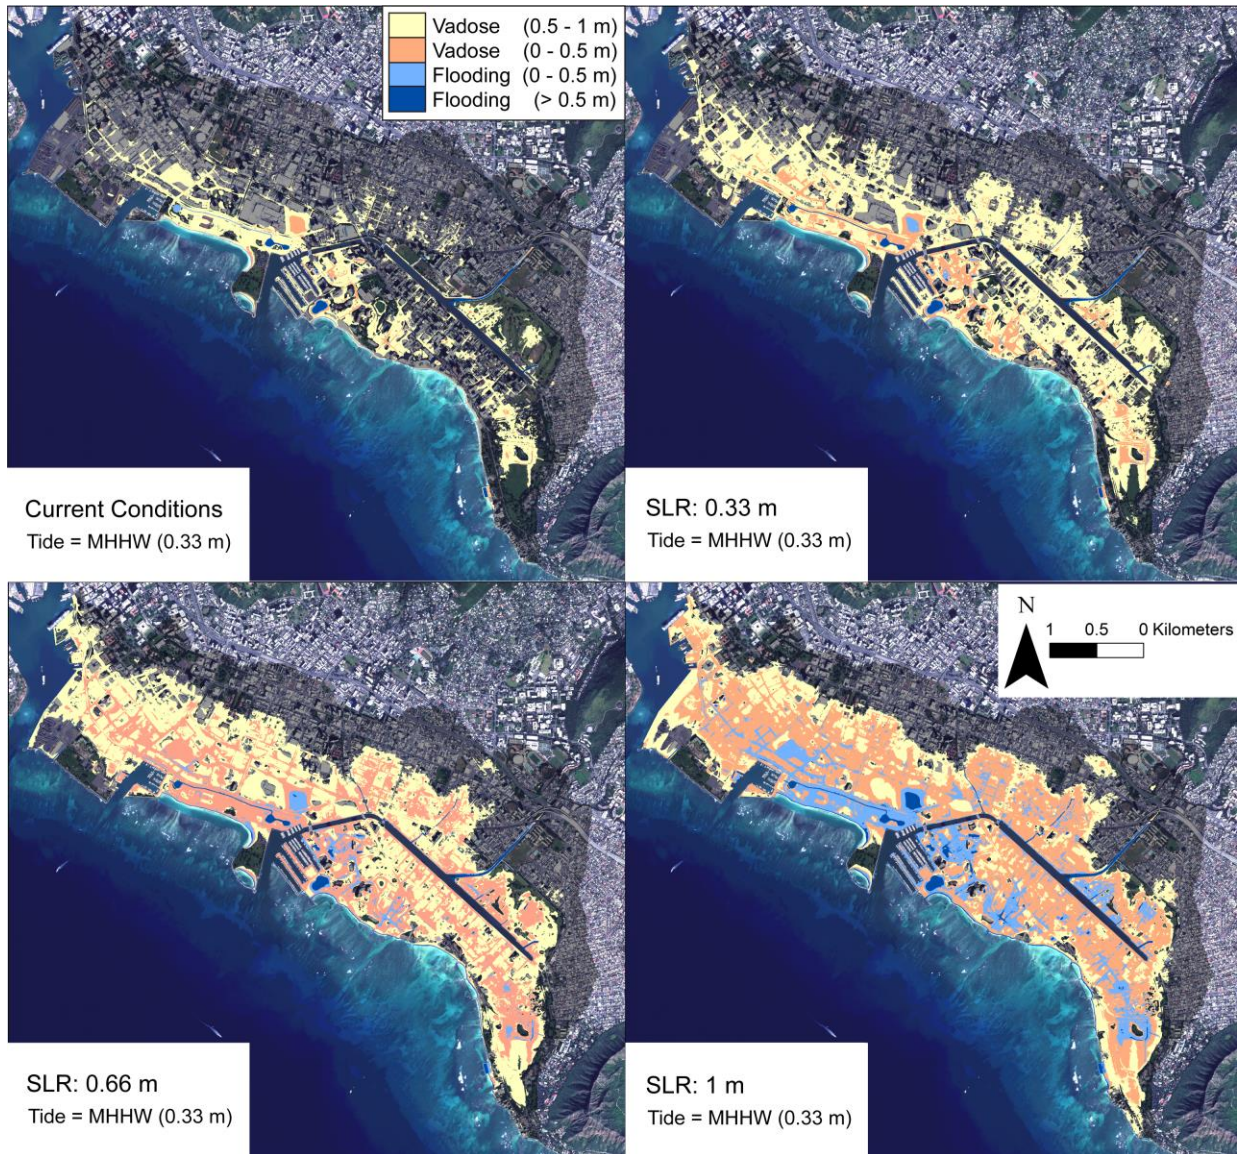 Vadose (0.5 - 1 m)
Vadose (0 - 0.5 m)
Flooding (0 - 0.5 m)
Flooding (> 0.5 m)
Current Conditions
Tide = MHHW (0.33 m)
SLR: 0.33 m
Tide = MHHW (0.33 m)
N
1 0.5 0 Kilometers
SLR: 0.66 m
Tide = MHHW (0.33 m)
SLR: 1 m
Tide = MHHW (0.33 m)